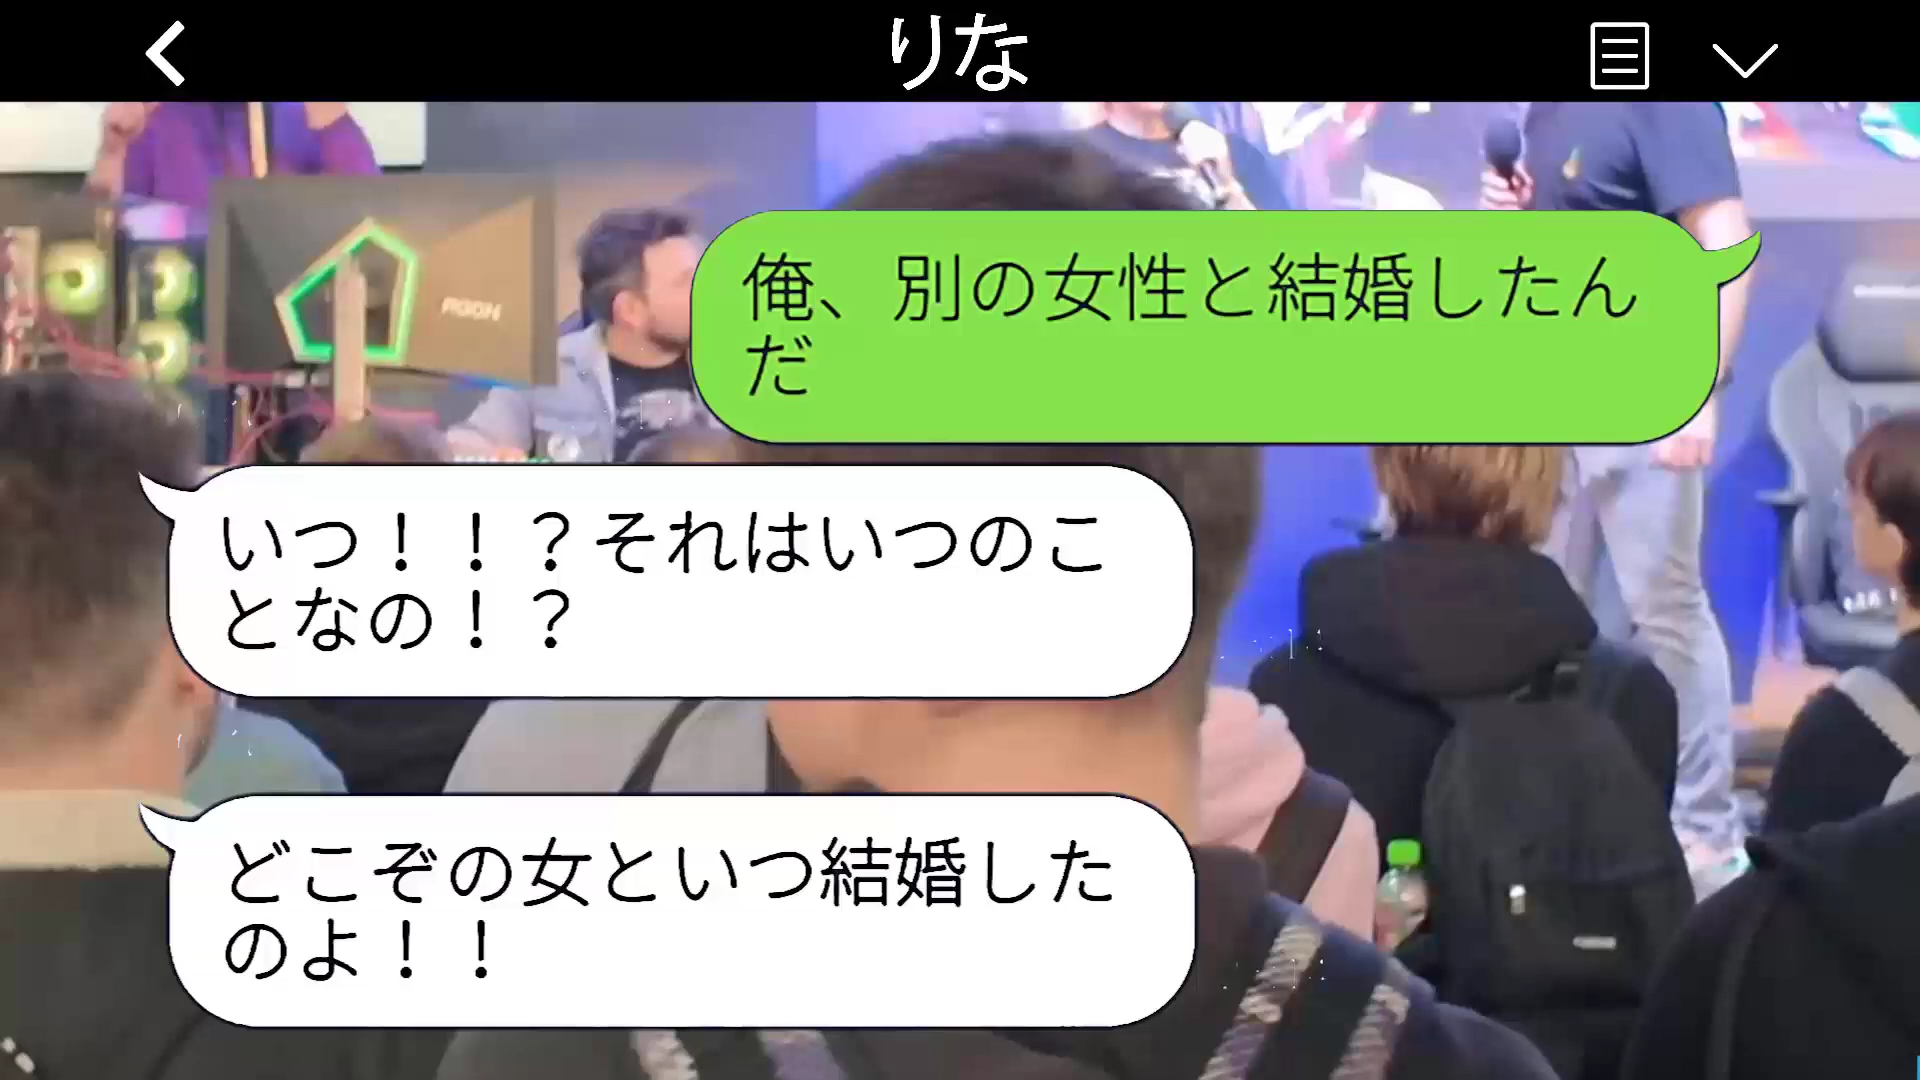 りな
俺、別の女性と結婚したん
だ
いつ！！？それはいつのこ
となの！？
どこぞの女といつ結婚した
のよ！！
AGON